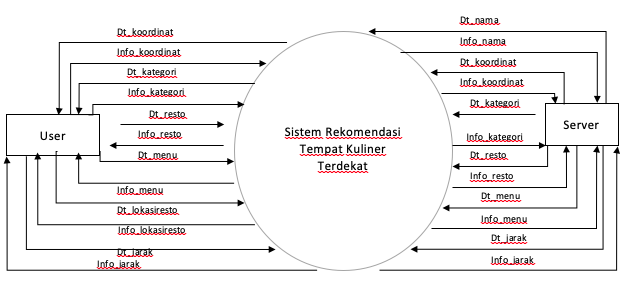 Dt_nama
Dt_koordinat
Info_nama
Info_koordinat
Dt_koordinat
Dt_kategori
Info_koordinat
Info_kategori
Dt_kategori
Dt_resto
User
Info_resto
Sistem Rekomendasi
Tempat Kuliner
Terdekat
Server
Info_kategori
Dt_menu
Dt_resto
Info_menu
Info_resto
Dt_lokasiresto
Dt_menu
Info_lokasiresto
Info_menu
Dt_jarak
Dt_jarak
Info_jarak
Info_jarak